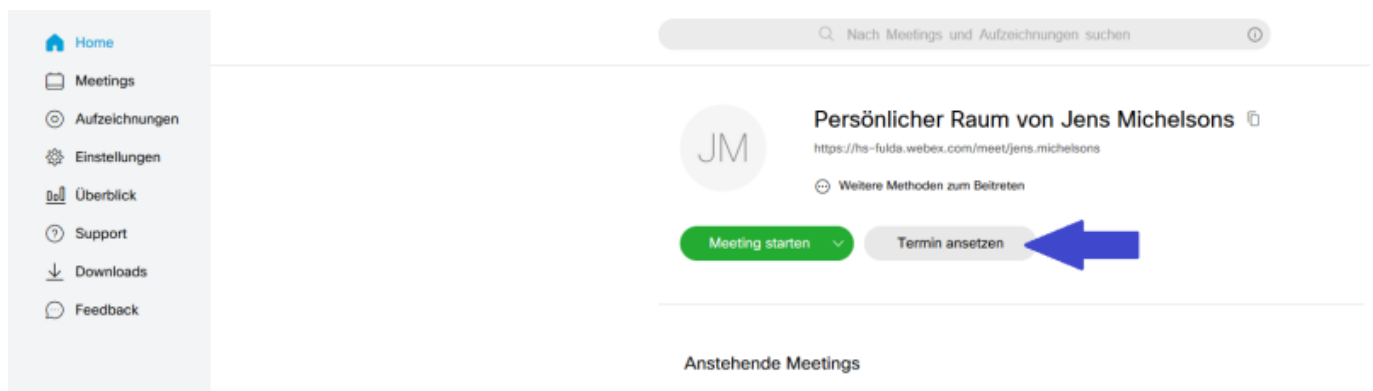 Home
Meetings
Aufzeichnungen
Einstellungen
Überblick
Support
Downloads
Feedback
Nach Meetings und Aufzeichnungen suchen
JM
Persönlicher Raum von Jens Michelsons
https://hs-fulda.webex.com/meet/jens.michelsons
Weitere Methoden zum Beitreten
Meeting starten
Termin ansetzen
Anstehende Meetings